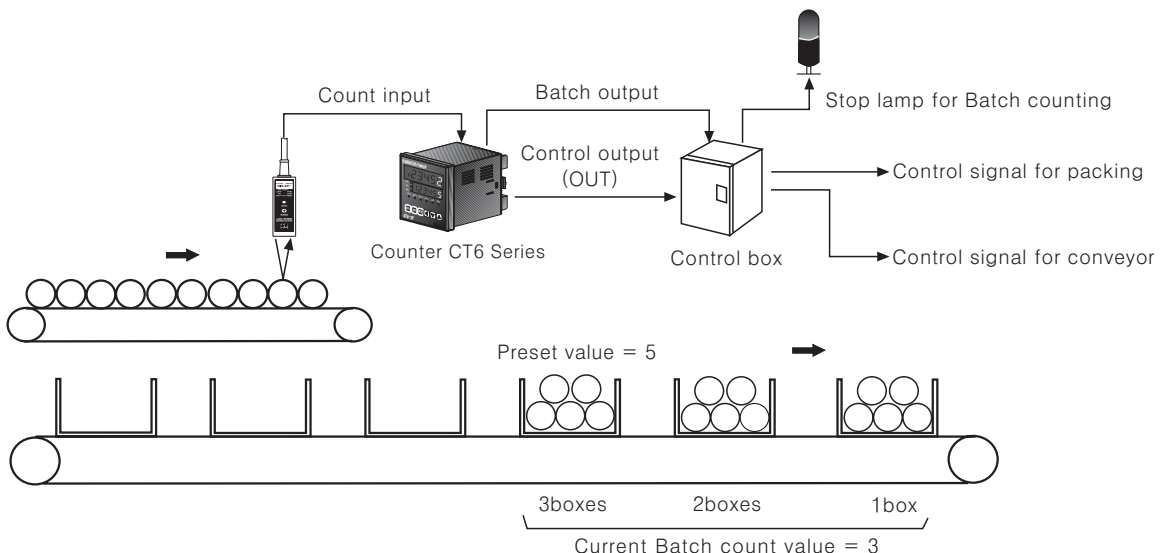 Count input
Batch output
Stop lamp for Batch counting
Control output
(OUT)
Control signal for packing
Counter CT6 Series
Control box
Control signal for conveyor
Preset value = 5
3boxes
2boxes
1box
Current Batch count value = 3